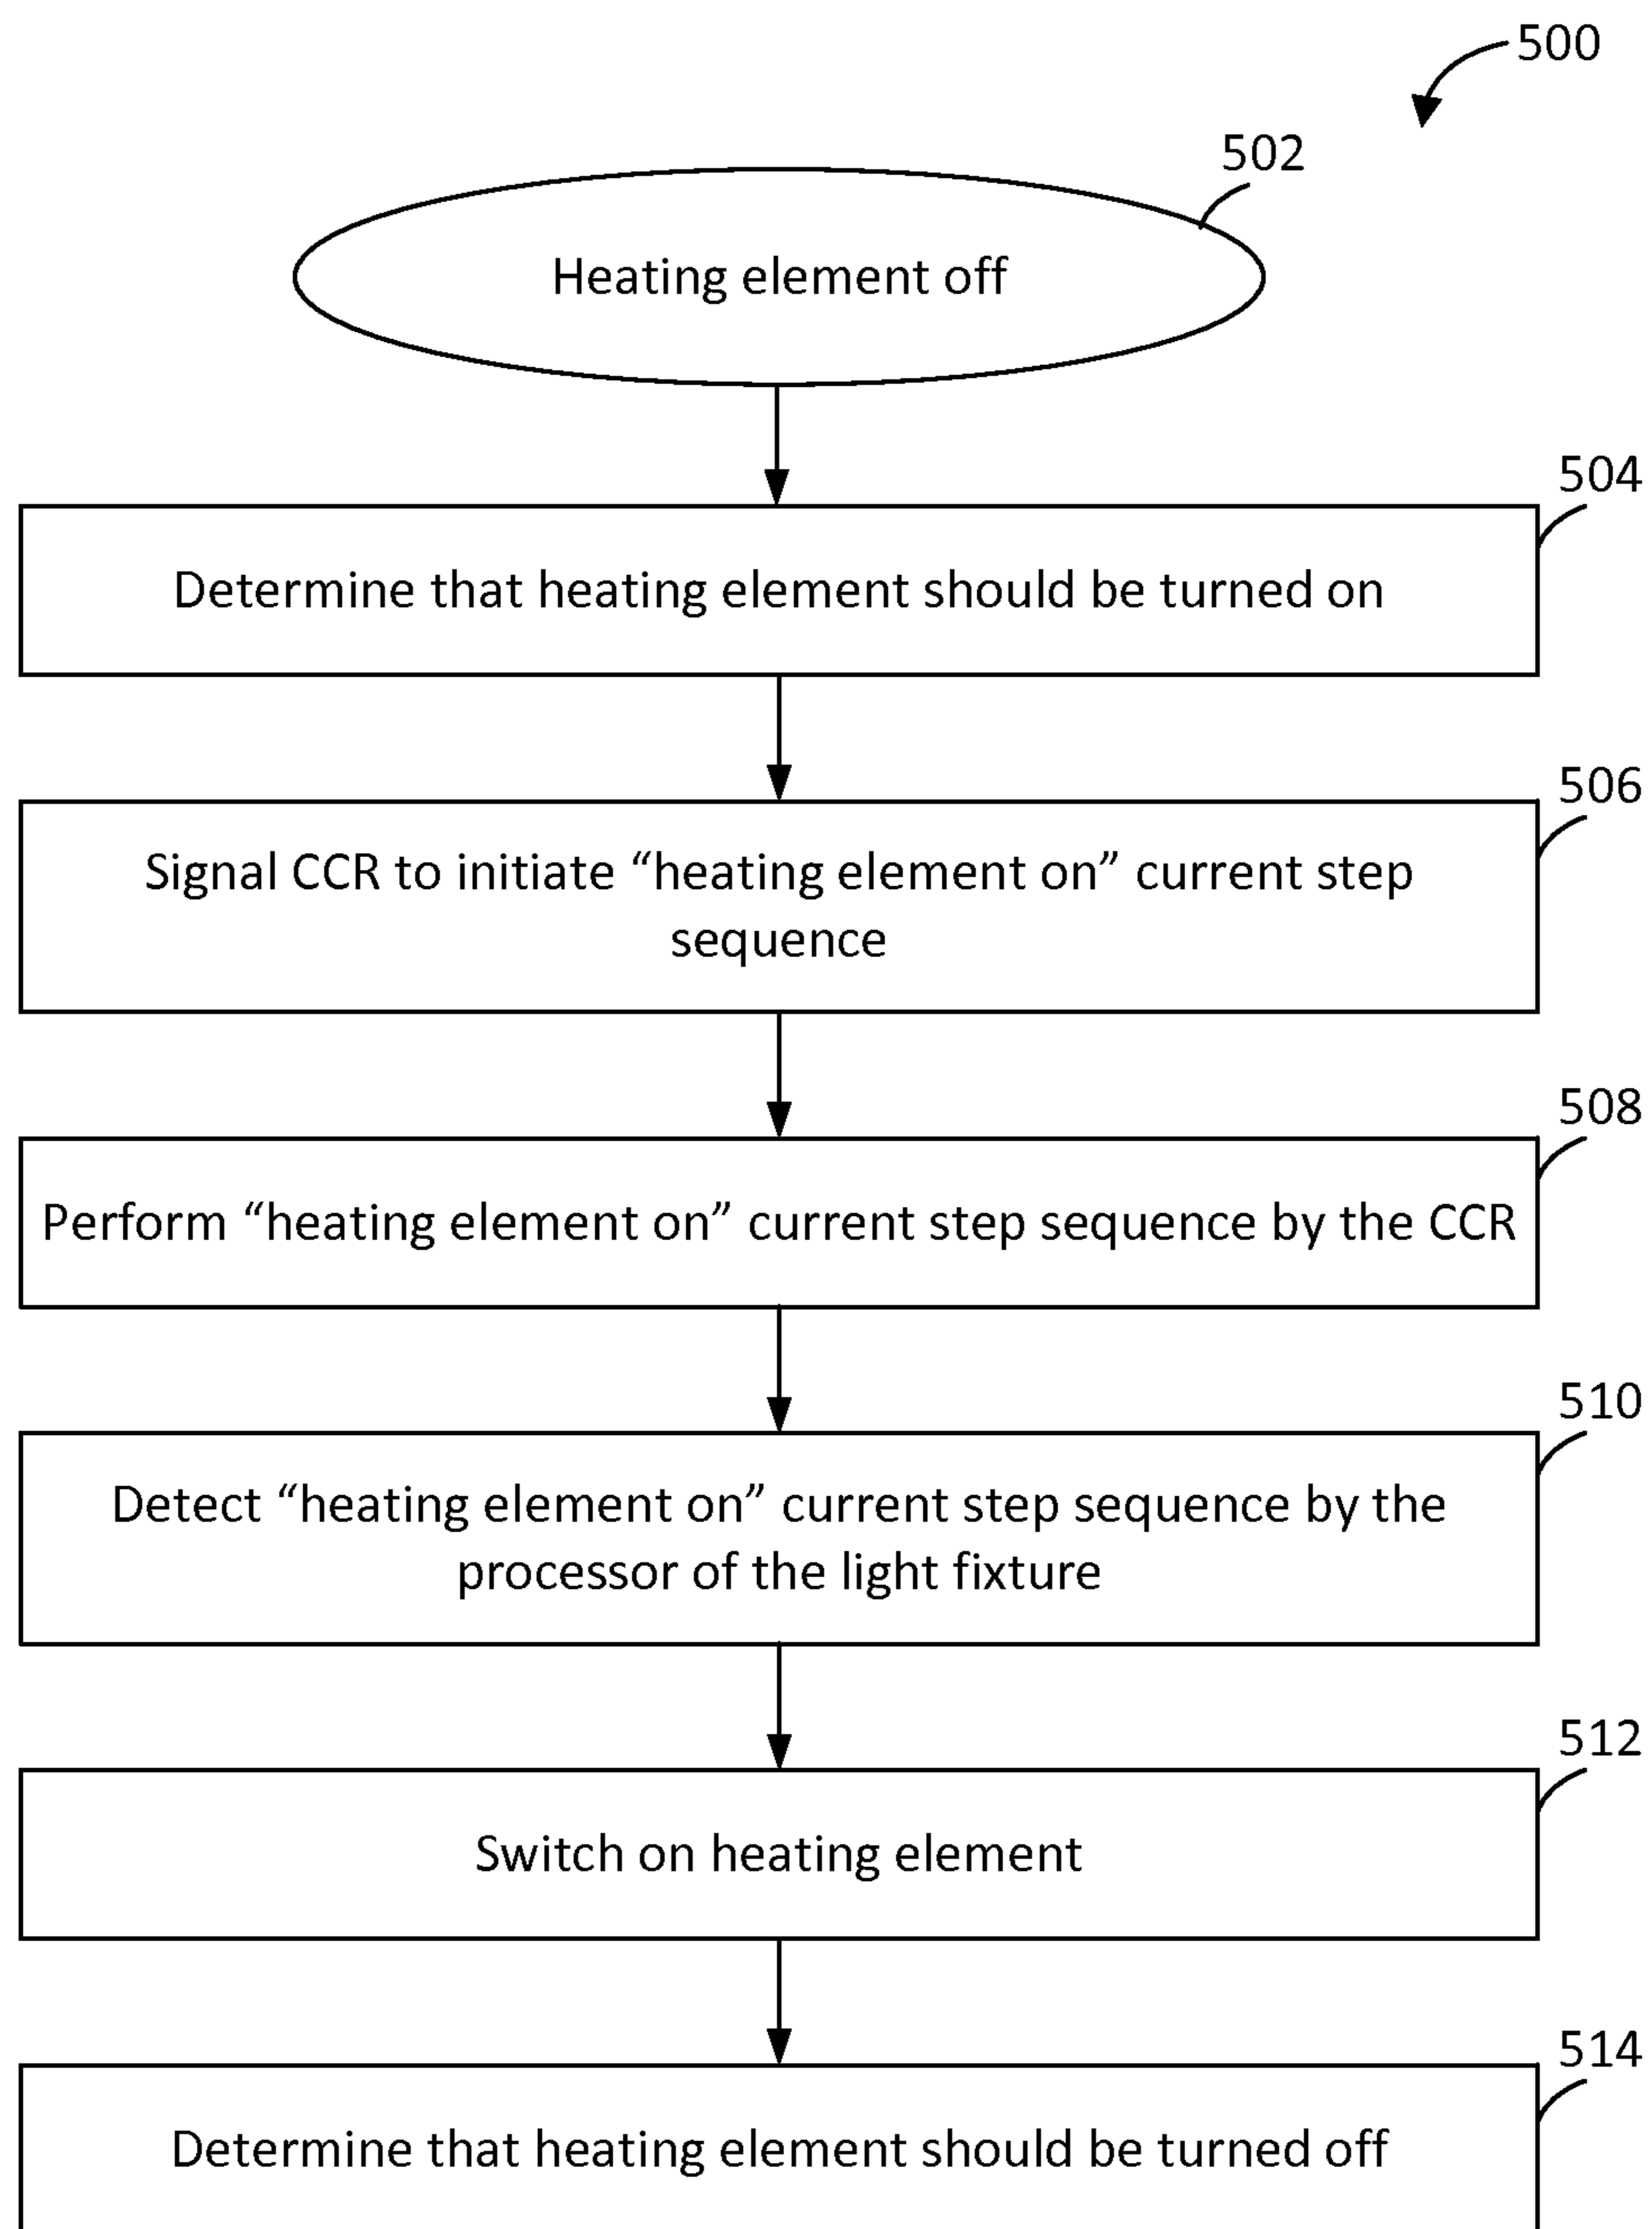 500
502
Heating element off
504
Determine that heating element should be turned on
506
Signal CCR to initiate “heating element on” current step
sequence
508
Perform “heating element on” current step sequence by the CCR
510
Detect “heating element on” current step sequence by the
processor of the light fixture
512
Switch on heating element
514
Determine that heating element should be turned off